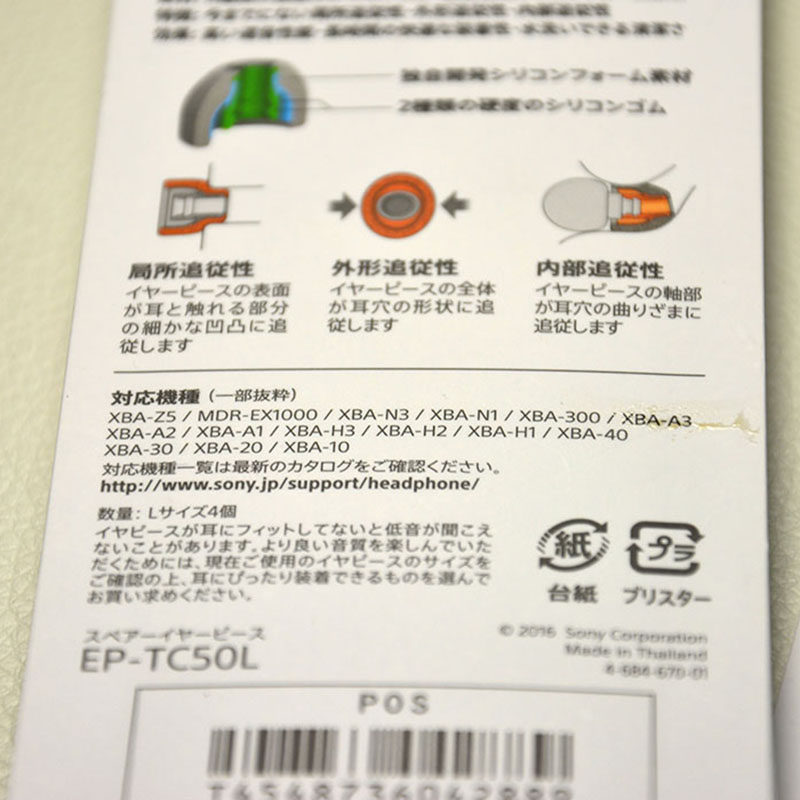 独自開発シリコンフォーム素材
2種類の硬度のシリコンゴム
局所追従性
イヤーピースの表面
が耳と触れる部分
の細かな凹凸に追
従します
外形追従性
イヤーピースの全体
が耳穴の形状に追
従します
内部追従性
イヤーピースの軸部
が耳穴の曲りざまに
追従します
対応機種（一部抜粋）
XBA-Z5 / MDR-EX1000 / XBA-N3 / XBA-N1 / XBA-300 / XBA-A3
XBA-A2 / XBA-A1 / XBA-H3 / XBA-H2 / XBA-H1 / XBA-40
XBA-30 / XBA-20 / XBA-10
対応機種一覧は最新のカタログをご確認ください。
http://www.sony.jp/support/headphone/
数量: Lサイズ4個
イヤピースが耳にフィットしてないと低音が聞こえ
ないことがあります。より良い音質を楽しんでいた
だくためには、現在ご使用のイヤピースのサイズを
ご確認の上、耳にぴったり装着できるものを選んで
お買い求めください。
紙
台紙
プラ
ブリスター
スペアーイヤーピース
EP-TC50L
© 2016 Sony Corporation
Made in Thailand
4-684-670-01
POS